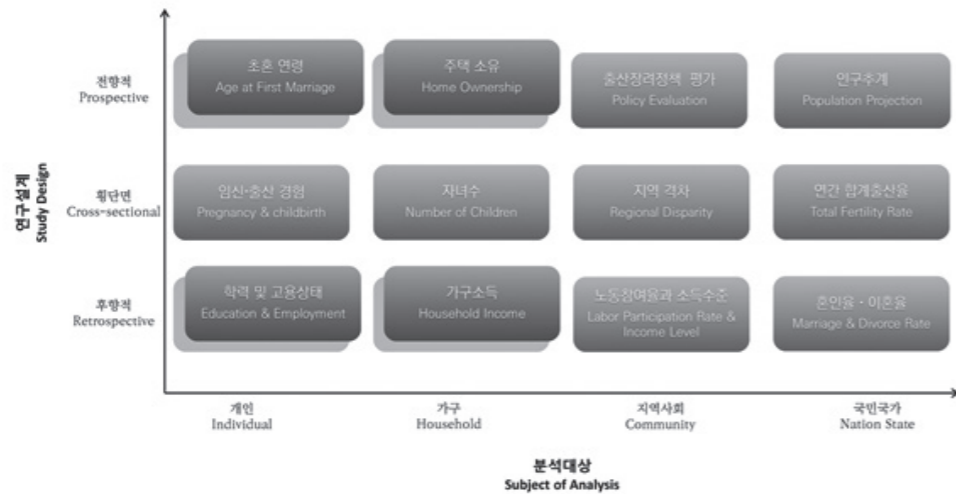 전향적
Prospective
초혼 연령
Age at First Marriage
주택 소유
Home Ownership
출산장려정책 평가
Policy Evaluation
인구추계
Population Projection
연구설계
Study Design
횡단면
Cross-sectional
임신·출산 경험
Pregnancy & childbirth
자녀수
Number of Children
지역 격차
Regional Disparity
연간 합계출산율
Total Fertility Rate
후향적
Retrospective
학력 및 고용상태
Education & Employment
가구소득
Household Income
노동참여율과 소득수준
Labor Participation Rate &
Income Level
혼인율·이혼율
Marriage & Divorce Rate
개인
Individual
가구
Household
지역사회
Community
국민국가
Nation State
분석대상
Subject of Analysis